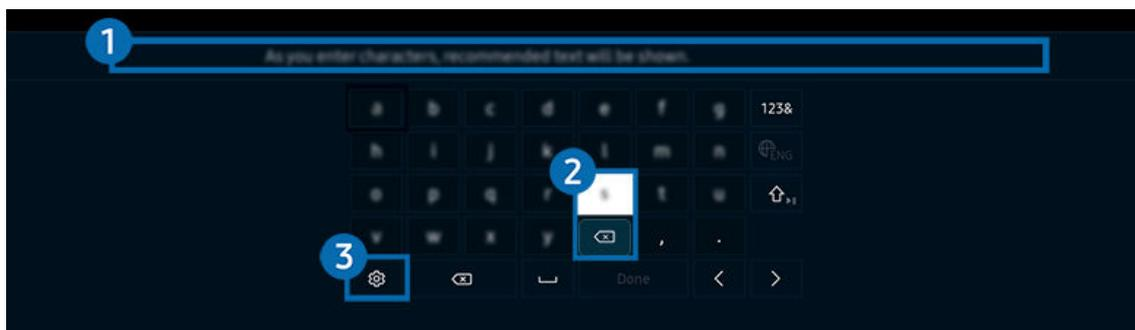 1
As you enter characters, recommended text will be shown.
a b c d e f g 123&
h i j k l m n ENG
2
o p q r s t u
v w x y , .
3
Done < >